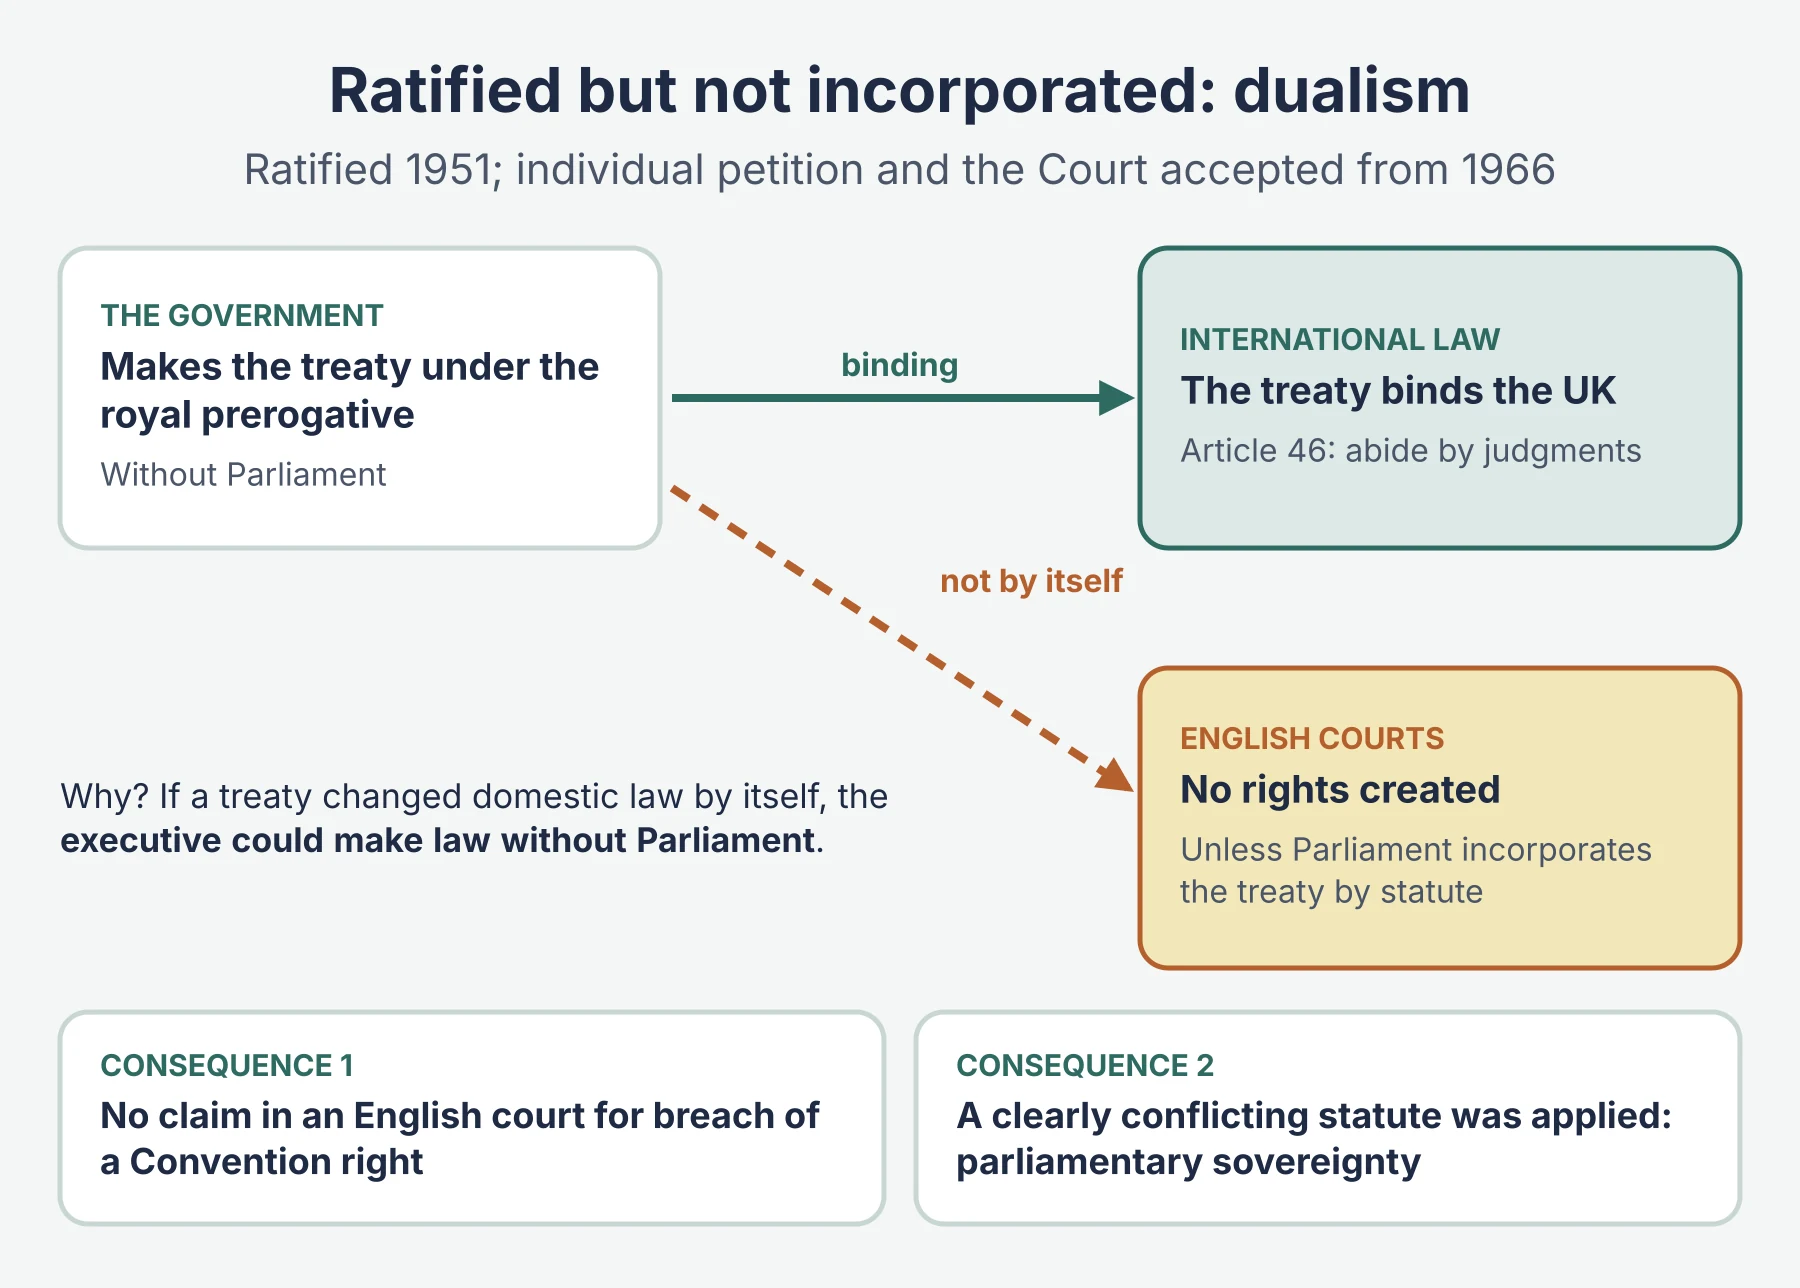 Ratified but not incorporated: dualism
Ratified 1951; individual petition and the Court accepted from 1966
THE GOVERNMENT
Makes the treaty under the
royal prerogative
Without Parliament
binding
INTERNATIONAL LAW
The treaty binds the UK
Article 46: abide by judgments
not by itself
ENGLISH COURTS
No rights created
Unless Parliament incorporates
the treaty by statute
Why? If a treaty changed domestic law by itself, the
executive could make law without Parliament.
CONSEQUENCE 1
No claim in an English court for breach of
a Convention right
CONSEQUENCE 2
A clearly conflicting statute was applied:
parliamentary sovereignty